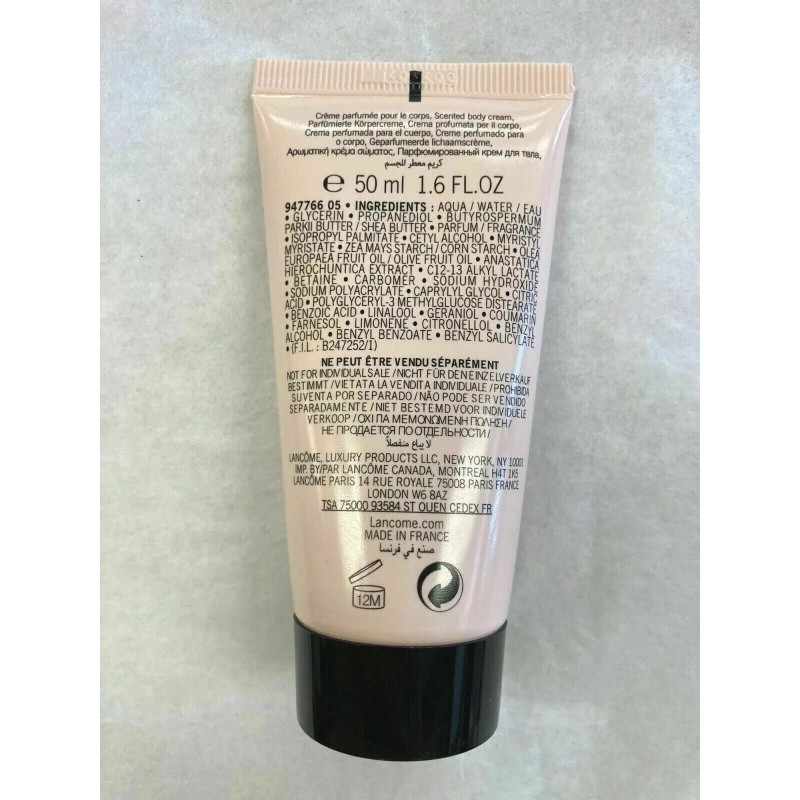 Crème parfumée pour le corps, Scented body cream,
Parfümierte Körpercreme, Crema profumata per il corpo,
Crema perfumada para el cuerpo, Creme perfumado para
o corpo, Geparfumeerde lichaamscrème,
Αρωματική κρέμα σώματος, Парфюмированный крем для тела,
كريم معطر للجسم
e 50 ml 1.6 FL.OZ
947766 05 • INGREDIENTS : AQUA / WATER / EAU
• GLYCERIN • PROPANEDIOL • BUTYROSPERMUM
PARKII BUTTER / SHEA BUTTER • PARFUM / FRAGRANCE
• ISOPROPYL PALMITATE • CETYL ALCOHOL • MYRISTYL
MYRISTATE • ZEA MAYS STARCH / CORN STARCH • OLEA
EUROPAEA FRUIT OIL / OLIVE FRUIT OIL • ANASTATICA
HIEROCHUNTICA EXTRACT • C12-13 ALKYL LACTATE
• BETAINE • CARBOMER • SODIUM HYDROXIDE
• SODIUM POLYACRYLATE • CAPRYLYL GLYCOL • CITRIC
ACID • POLYGLYCERYL-3 METHYLGLUCOSE DISTEARATE
• BENZOIC ACID • LINALOOL • GERANIOL • COUMARIN
• FARNESOL • LIMONENE • CITRONELLOL • BENZYL
ALCOHOL • BENZYL BENZOATE • BENZYL SALICYLATE
• (F.I.L. : B247252/1)
NE PEUT ÊTRE VENDU SÉPARÉMENT
NOT FOR INDIVIDUAL SALE / NICHT FÜR DEN EINZELVERKAUF
BESTIMMT / VIETATA LA VENDITA INDIVIDUALE / PROHIBIDA
SU VENTA POR SEPARADO / NÃO PODE SER VENDIDO
SEPARADAMENTE / NIET BESTEMD VOOR INDIVIDUELE
VERKOOP / ΟΧΙ ΓΙΑ ΜΕΜΟΝΩΜΕΝΗ ΠΩΛΗΣΗ /
НЕ ПРОДАЕТСЯ ПО ОТДЕЛЬНОСТИ /
لا يباع منفصلاً
LANCÔME, LUXURY PRODUCTS LLC, NEW YORK, NY 10001
IMP. BY/PAR LANCÔME CANADA, MONTREAL H4T 1K5
LANCÔME PARIS 14 RUE ROYALE 75008 PARIS FRANCE
LONDON W6 8AZ
TSA 75000 93584 ST OUEN CEDEX FR
Lancome.com
MADE IN FRANCE
صنع في فرنسا
12M